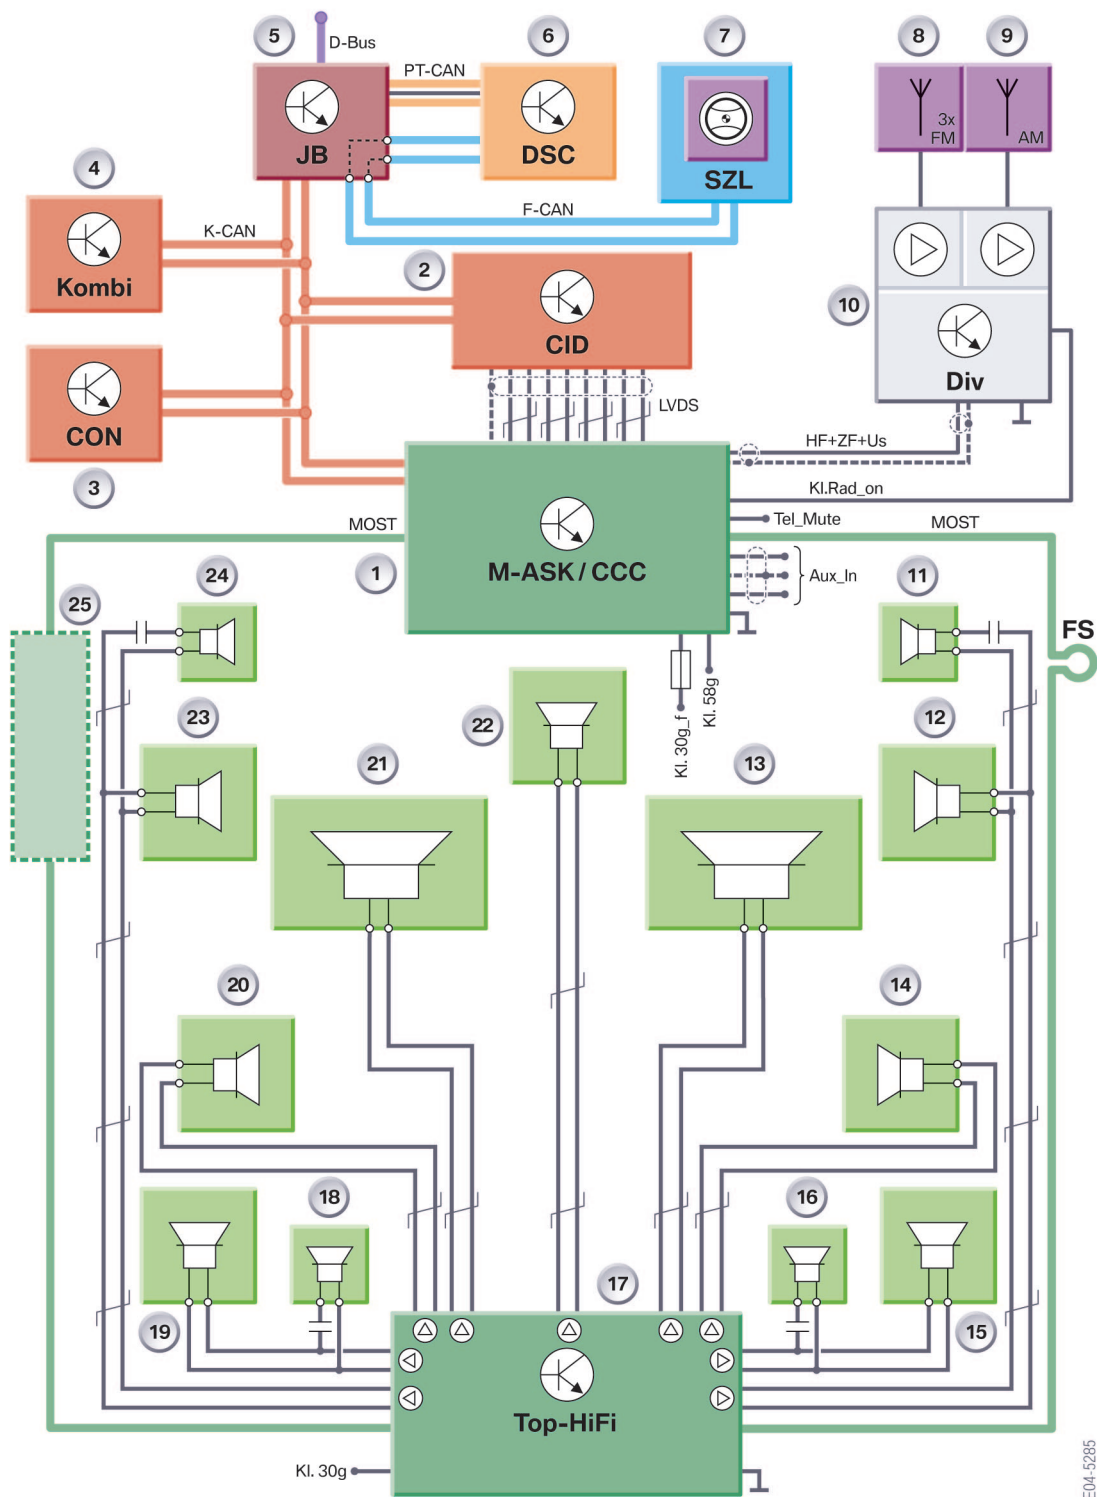 5
D-Bus
6
7
8
9
PT-CAN
JB
DSC
SZL
3x
FM
AM
4
F-CAN
K-CAN
Kombi
2
CID
10
Div
CON
3
LVDS
HF+ZF+Us
Kl.Rad_on
MOST
Tel_Mute
MOST
1
M-ASK/CCC
Aux_In
24
11
25
FS
23
22
Kl. 30g_f
Kl. 58g
12
21
13
20
14
18
16
17
19
15
Top-HiFi
Kl. 30g
E04-5285